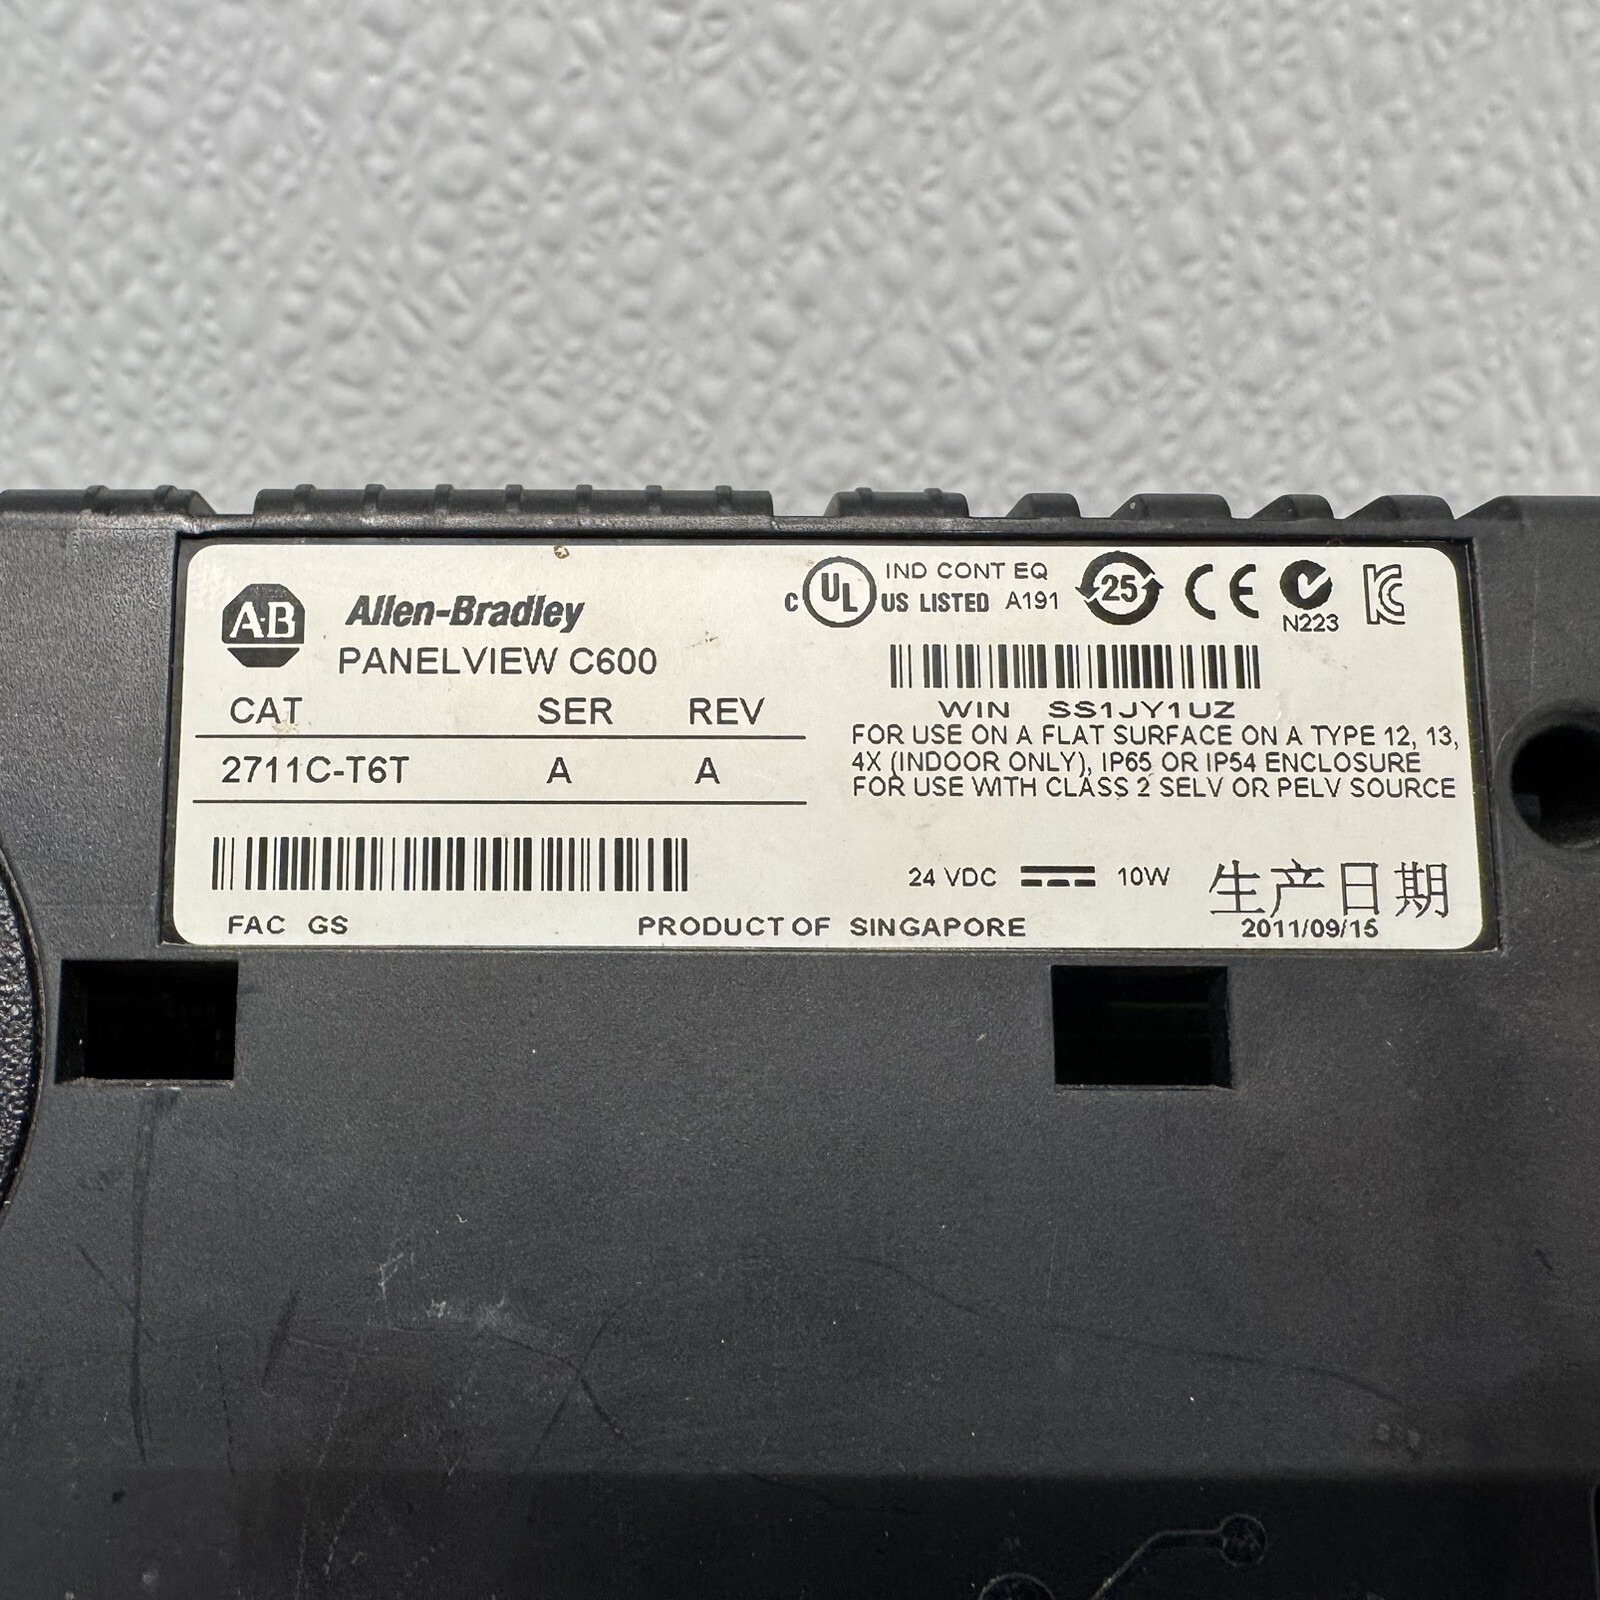 A-B Allen-Bradley
PANELVIEW C600
CAT SER REV
2711C-T6T A A
FAC GS
PRODUCT OF SINGAPORE
C UL US LISTED IND CONT EQ A191
25
CE
N223
KC
WIN SS1JY1UZ
FOR USE ON A FLAT SURFACE ON A TYPE 12, 13,
4X (INDOOR ONLY), IP65 OR IP54 ENCLOSURE
FOR USE WITH CLASS 2 SELV OR PELV SOURCE
24 VDC 10W
生产日期
2011/09/15